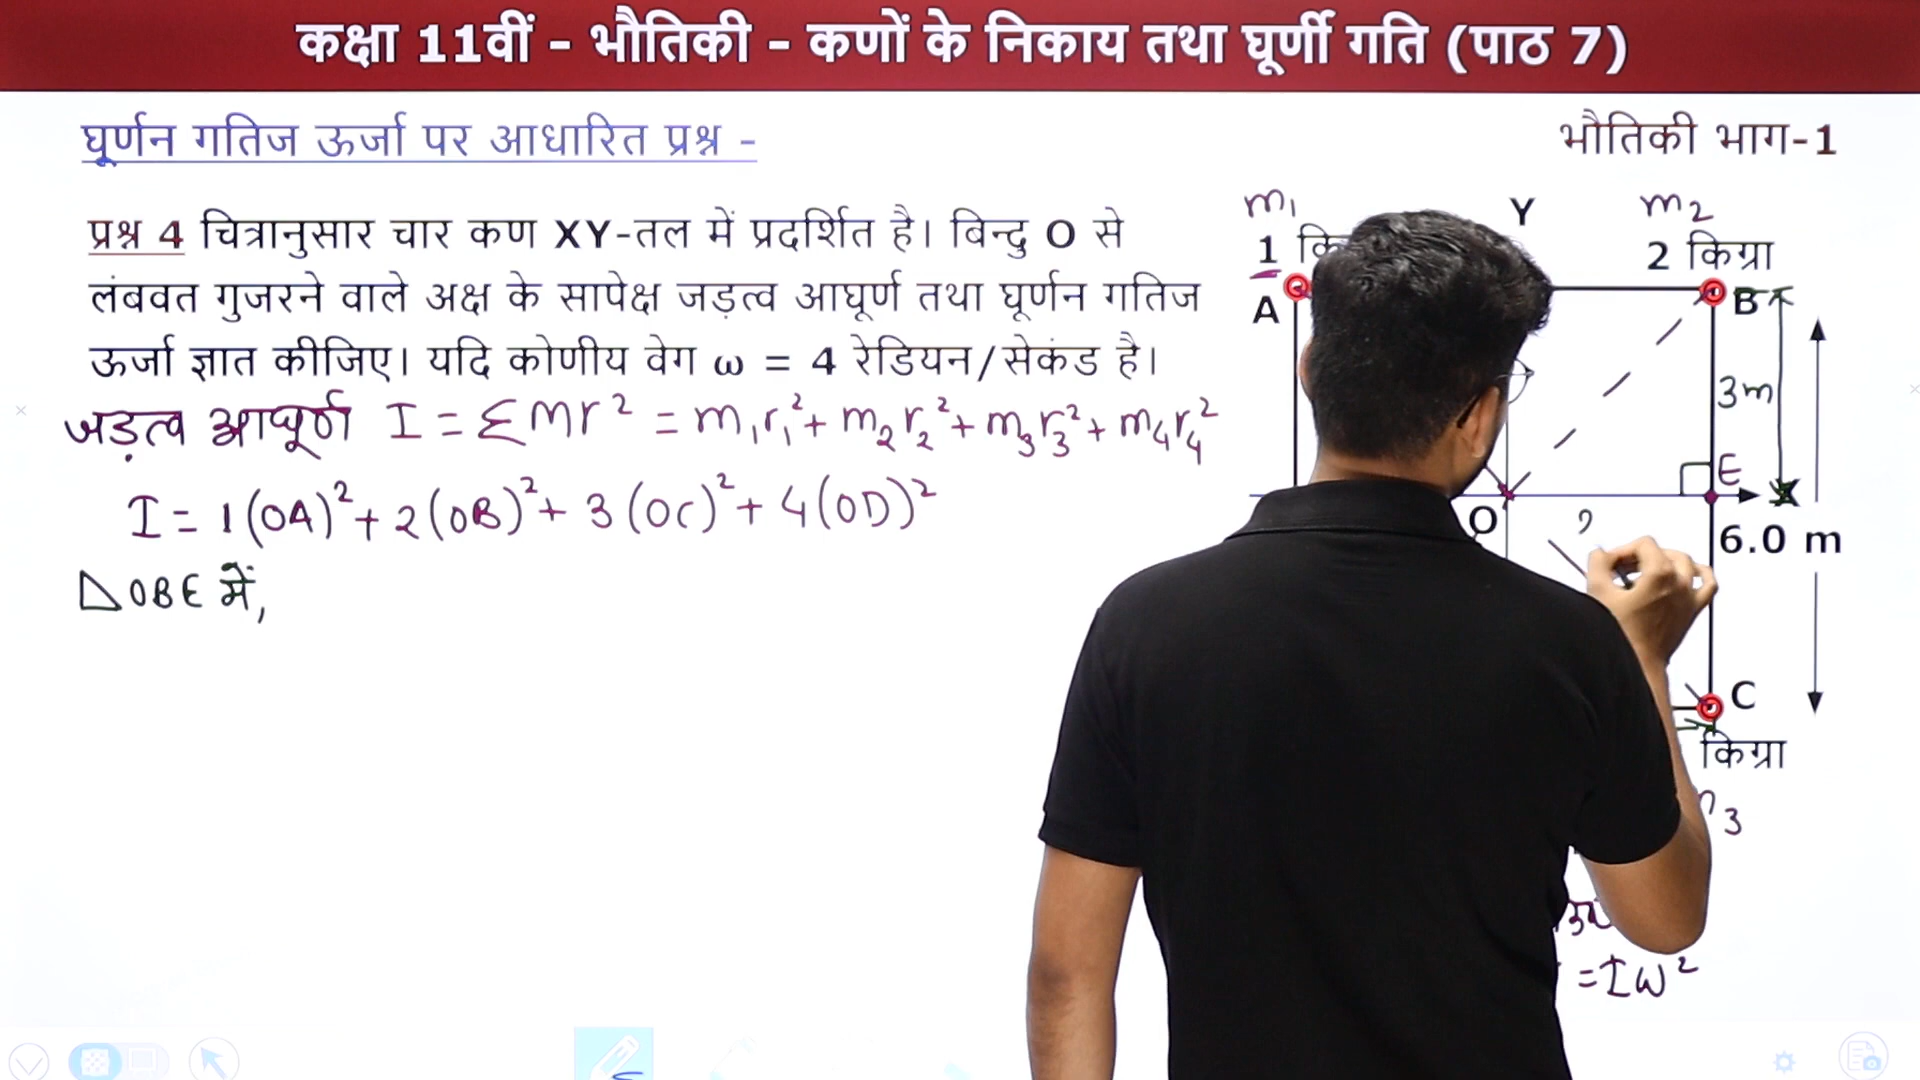 कक्षा 11वीं - भौतिकी - कणों के निकाय तथा घूर्णी गति (पाठ 7)
घूर्णन गतिज ऊर्जा पर आधारित प्रश्न -
भौतिकी भाग-1
प्रश्न 4 चित्रानुसार चार कण XY-तल में प्रदर्शित है। बिन्दु O से
लंबवत गुजरने वाले अक्ष के सापेक्ष जड़त्व आघूर्ण तथा घूर्णन गतिज
ऊर्जा ज्ञात कीजिए। यदि कोणीय वेग ω = 4 रेडियन/सेकंड है।
जड़त्व आघूर्ण I = ΣMr² = m₁r₁² + m₂r₂² + m₃r₃² + m₄r₄²
I = 1(OA)² + 2(OB)² + 3(OC)² + 4(OD)²
△OBE में,
m₁
Y
m₂
1
2 किग्रा
A
B
3m
E
X
O
6.0 m
C
किग्रा
3
= Iω²